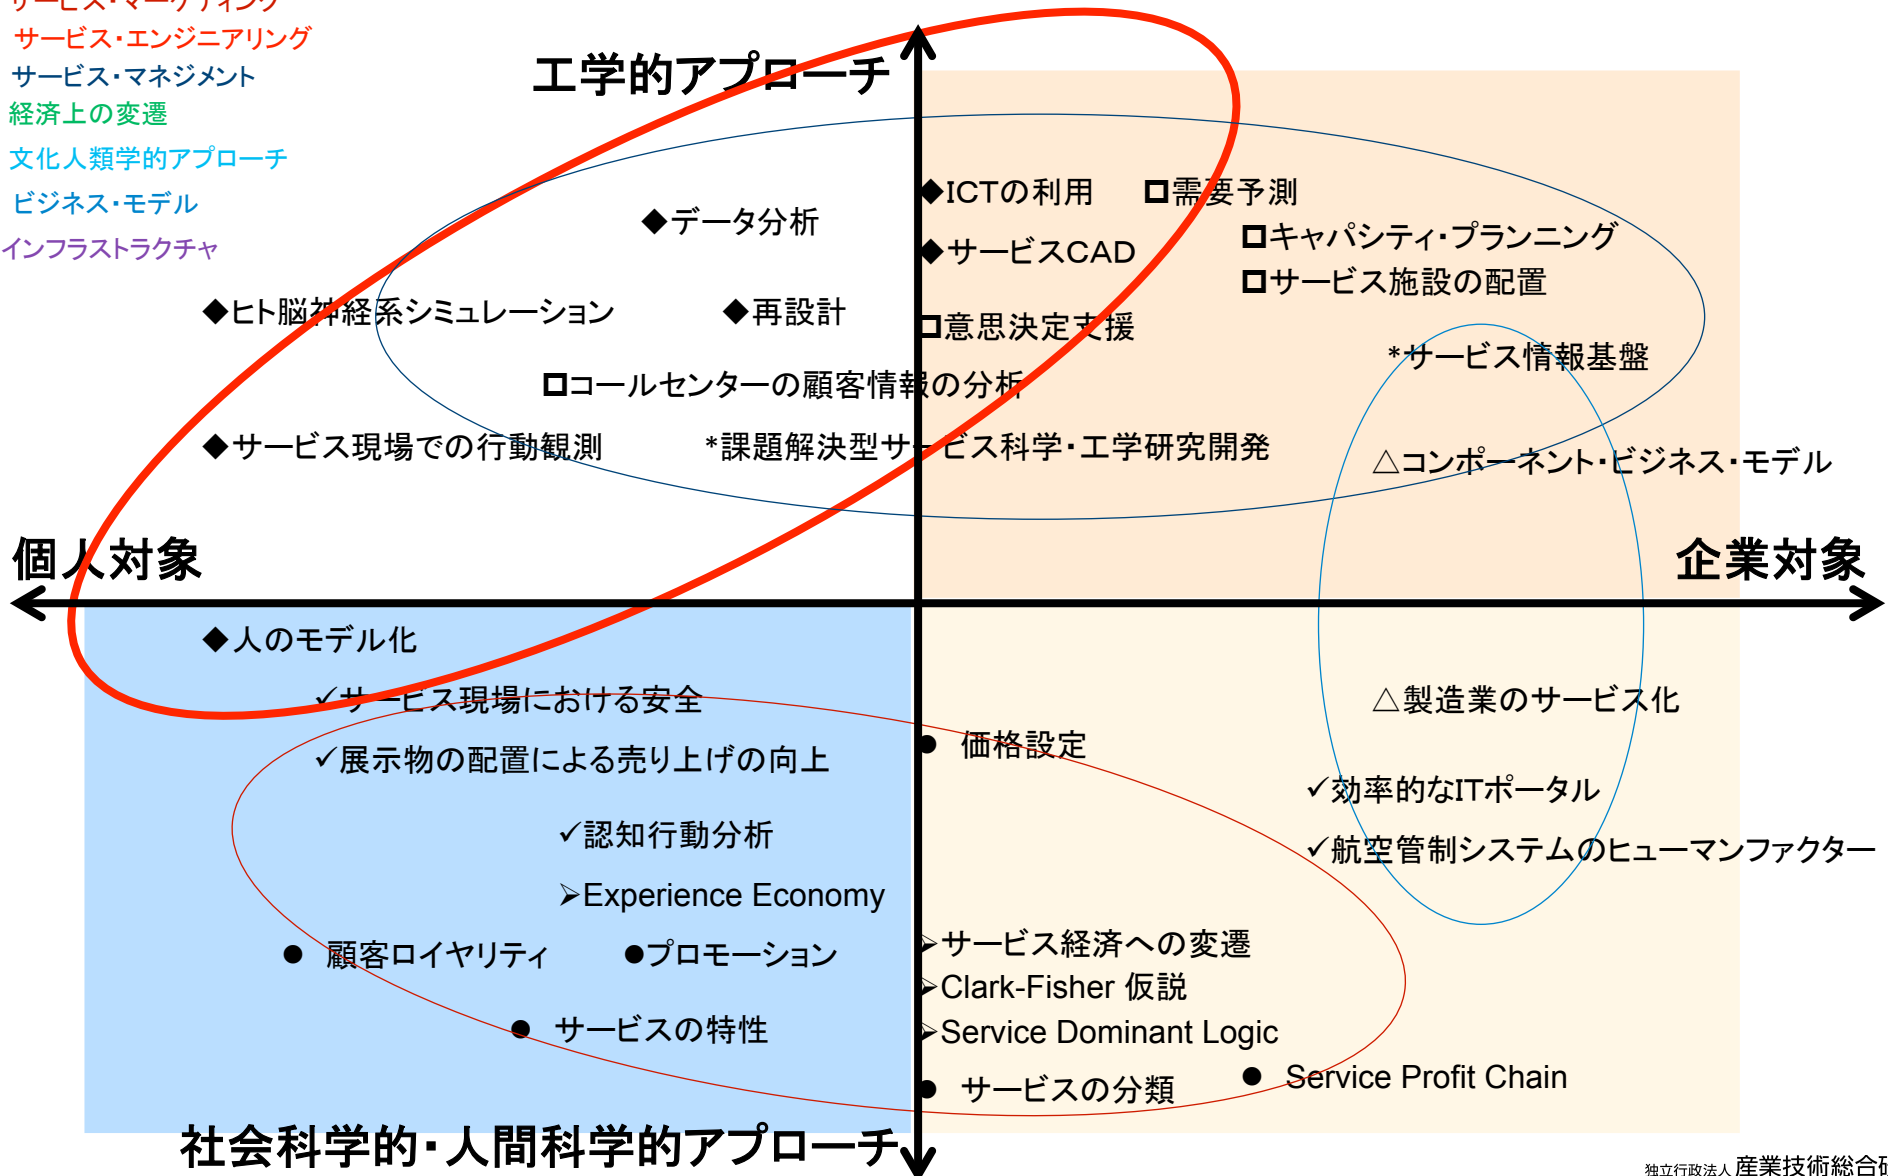 サービス・マーケティング
サービス・エンジニアリング
サービス・マネジメント
経済上の変遷
文化人類学的アプローチ
ビジネス・モデル
インフラストラクチャ
工学的アプローチ
◆ICTの利用
需要予測
◆データ分析
キャパシティ・プランニング
◆サービスCAD
サービス施設の配置
◆ヒト脳神経系シミュレーション
◆再設計
意思決定支援
*サービス情報基盤
コールセンターの顧客情報の分析
◆サービス現場での行動観測
*課題解決型サービス科学・工学研究開発
△コンポーネント・ビジネス・モデル
個人対象
企業対象
◆人のモデル化
✓サービス現場における安全
△製造業のサービス化
● 価格設定
✓展示物の配置による売り上げの向上
✓効率的なITポータル
✓認知行動分析
✓航空管制システムのヒューマンファクター
➢Experience Economy
● 顧客ロイヤリティ
●プロモーション
➢サービス経済への変遷
➢Clark-Fisher 仮説
● サービスの特性
➢Service Dominant Logic
● サービスの分類
● Service Profit Chain
社会科学的・人間科学的アプローチ
独立行政法人 産業技術総合研